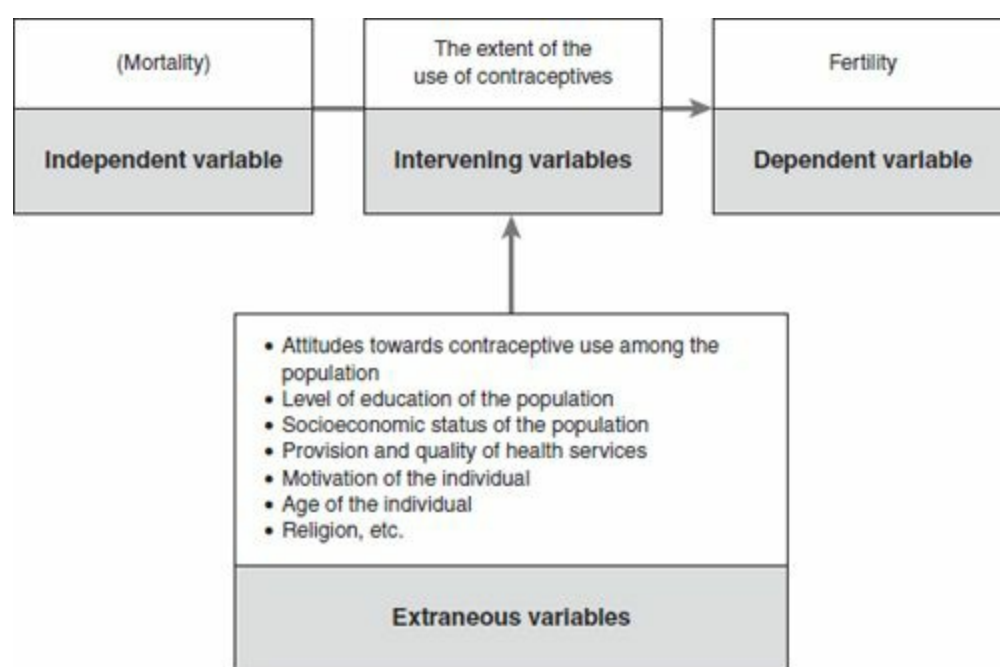 (Mortality)
The extent of the
use of contraceptives
Fertility
Independent variable
Intervening variables
Dependent variable
• Attitudes towards contraceptive use among the
population
• Level of education of the population
• Socioeconomic status of the population
• Provision and quality of health services
• Motivation of the individual
• Age of the individual
• Religion, etc.
Extraneous variables